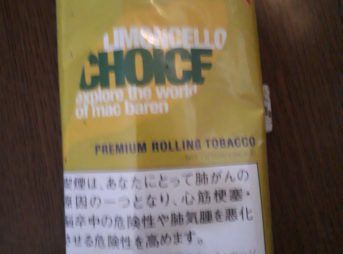 LIMONCELLO
CHOICE
explore the world
of mac baren
PREMIUM ROLLING TOBACCO
喫煙は、あなたにとって肺がんの
原因の一つとなり、心筋梗塞・
脳卒中の危険性や肺気腫を悪化
させる危険性を高めます。